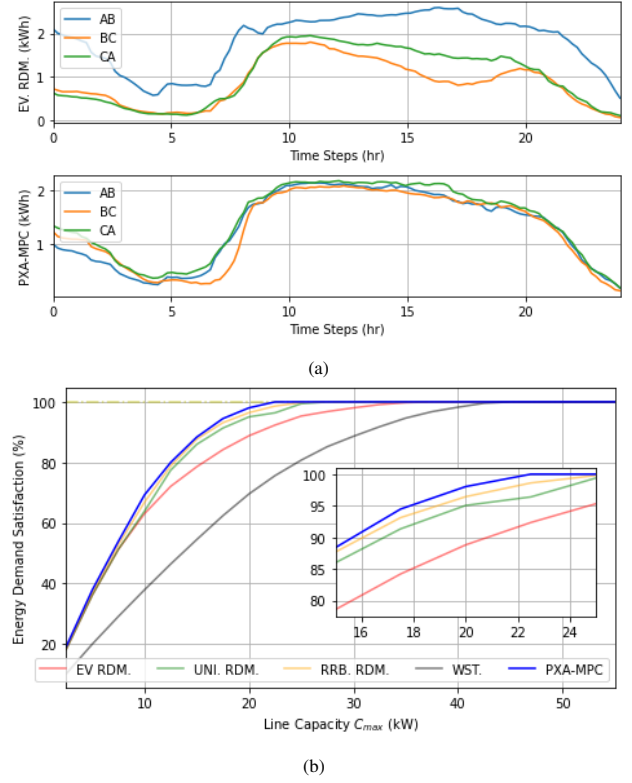 EV. RDM. (kWh)
2
1
0
AB
BC
CA
0 5 10 15 20
Time Steps (hr)
PXA-MPC (kWh)
2
1
AB
BC
CA
0 5 10 15 20
Time Steps (hr)
(a)
Energy Demand Satisfaction (%)
100
80
60
40
20
100
95
90
85
80
16 18 20 22 24
EV RDM. UNI. RDM. RRB. RDM. WST. PXA-MPC
10 20 30 40 50
Line Capacity Cmax (kW)
(b)